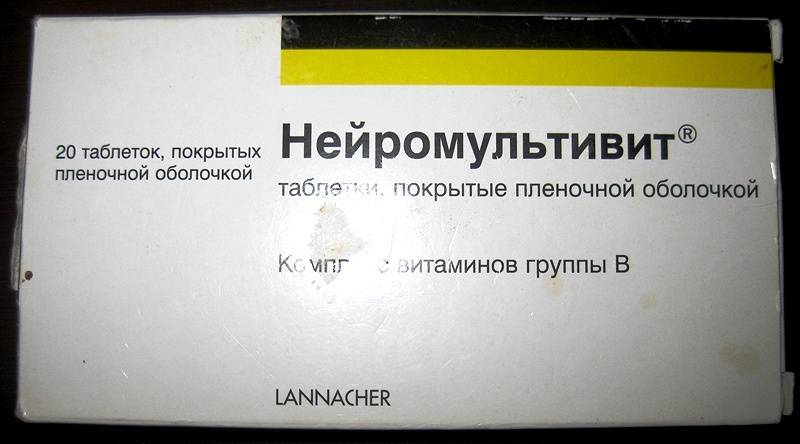 20 таблеток, покрытых
пленочной оболочкой
Нейромультивит®
таблетки, покрытые пленочной оболочкой
витаминов группы В
LANNACHER